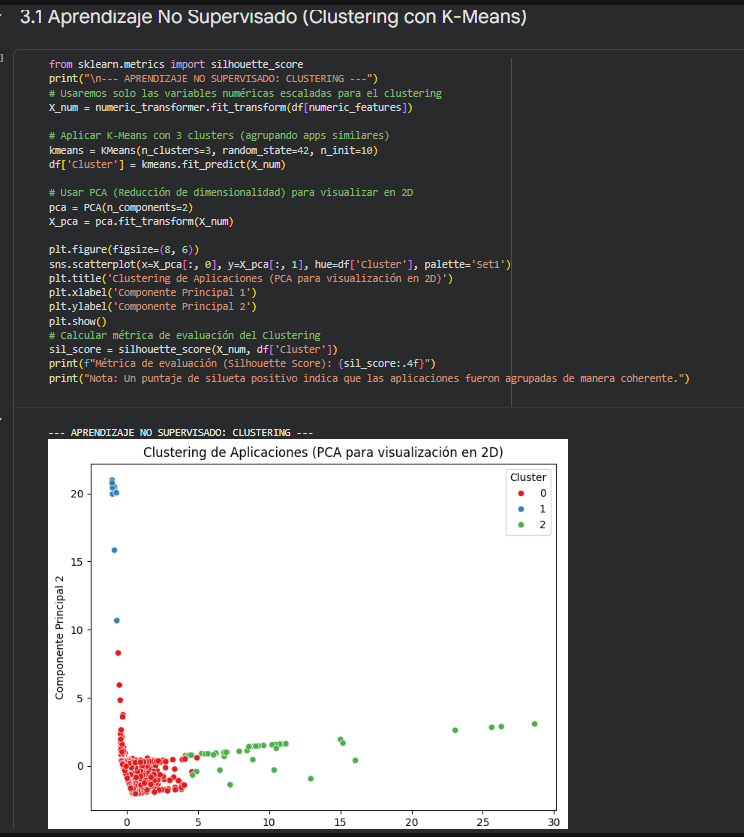 3.1 Aprendizaje No Supervisado (Clustering con K-Means)
]
from sklearn.metrics import silhouette_score
print("\n--- APRENDIZAJE NO SUPERVISADO: CLUSTERING ---")
# Usaremos solo las variables numéricas escaladas para el clustering
X_num = numeric_transformer.fit_transform(df[numeric_features])
# Aplicar K-Means con 3 clusters (agrupando apps similares)
kmeans = KMeans(n_clusters=3, random_state=42, n_init=10)
df['Cluster'] = kmeans.fit_predict(X_num)
# Usar PCA (Reducción de dimensionalidad) para visualizar en 2D
pca = PCA(n_components=2)
X_pca = pca.fit_transform(X_num)
plt.figure(figsize=(8, 6))
sns.scatterplot(x=X_pca[:, 0], y=X_pca[:, 1], hue=df['Cluster'], palette='Set1')
plt.title('Clustering de Aplicaciones (PCA para visualización en 2D)')
plt.xlabel('Componente Principal 1')
plt.ylabel('Componente Principal 2')
plt.show()
# Calcular métrica de evaluación del Clustering
sil_score = silhouette_score(X_num, df['Cluster'])
print(f"Métrica de evaluación (Silhouette Score): {sil_score:.4f}")
print("Nota: Un puntaje de silueta positivo indica que las aplicaciones fueron agrupadas de manera coherente.")
--- APRENDIZAJE NO SUPERVISADO: CLUSTERING ---
Clustering de Aplicaciones (PCA para visualización en 2D)
Cluster
0
1
2
20
15
10
5
0
Componente Principal 2
0 5 10 15 20 25 30